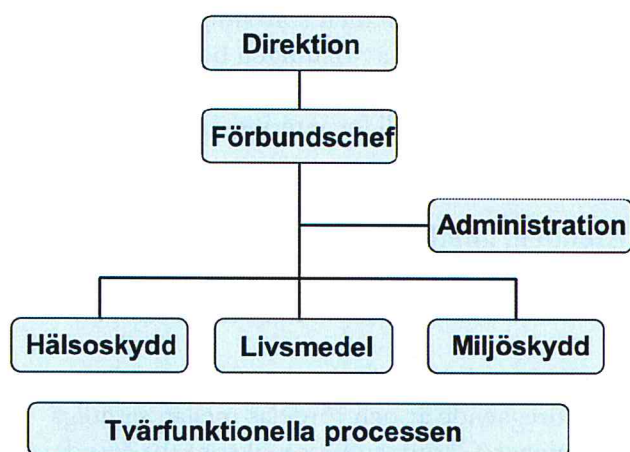 Direktion
Förbundschef
Administration
Hälsoskydd
Livsmedel
Miljöskydd
Tvärfunktionella processen